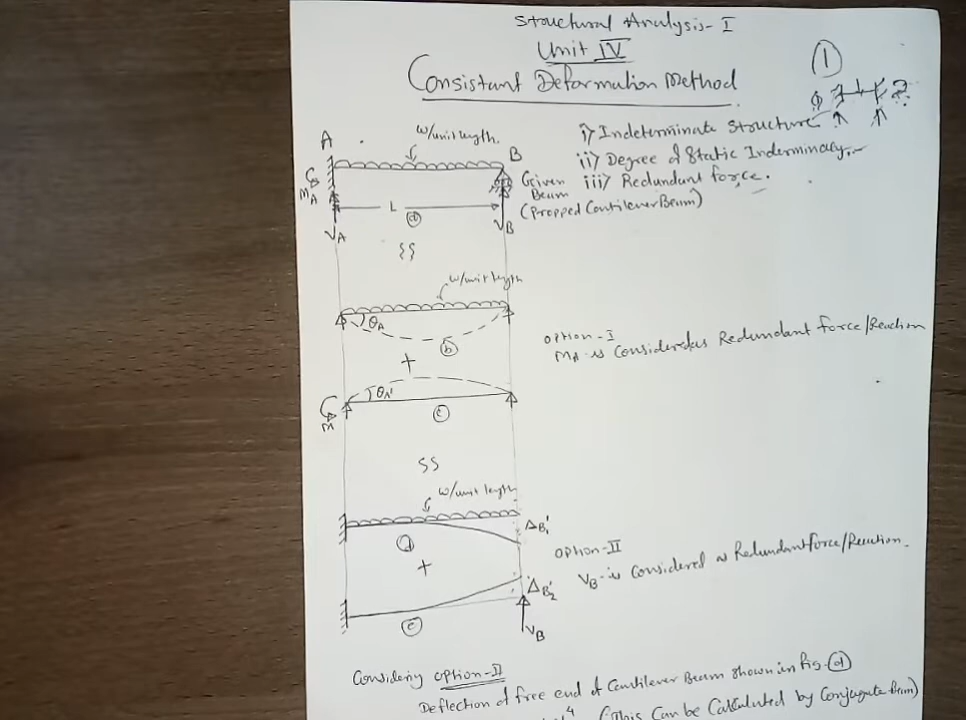 Structural Analysis-I
Unit IV
Consistant Deformation Method
1
A
w/unit length.
B
MA
VA
L
a
VB
Given
Beam
(Propped Cantilever Beam)
i) Indeterminate Structure
ii) Degree of Static Inderminacy.
iii) Redundant force.
w/unit length
θA
b
+
θA'
M
c
option-I
MA is Considered as Redundant force/Reaction
w/unit length
ΔB1'
d
+
ΔB2'
e
VB
option-II
VB is Considered as Redundant force/Reaction.
Considering option-II
Deflection of free end of Cantilever Beam shown in fig. d
4
(This Can be Calculated by Conjugate Beam)